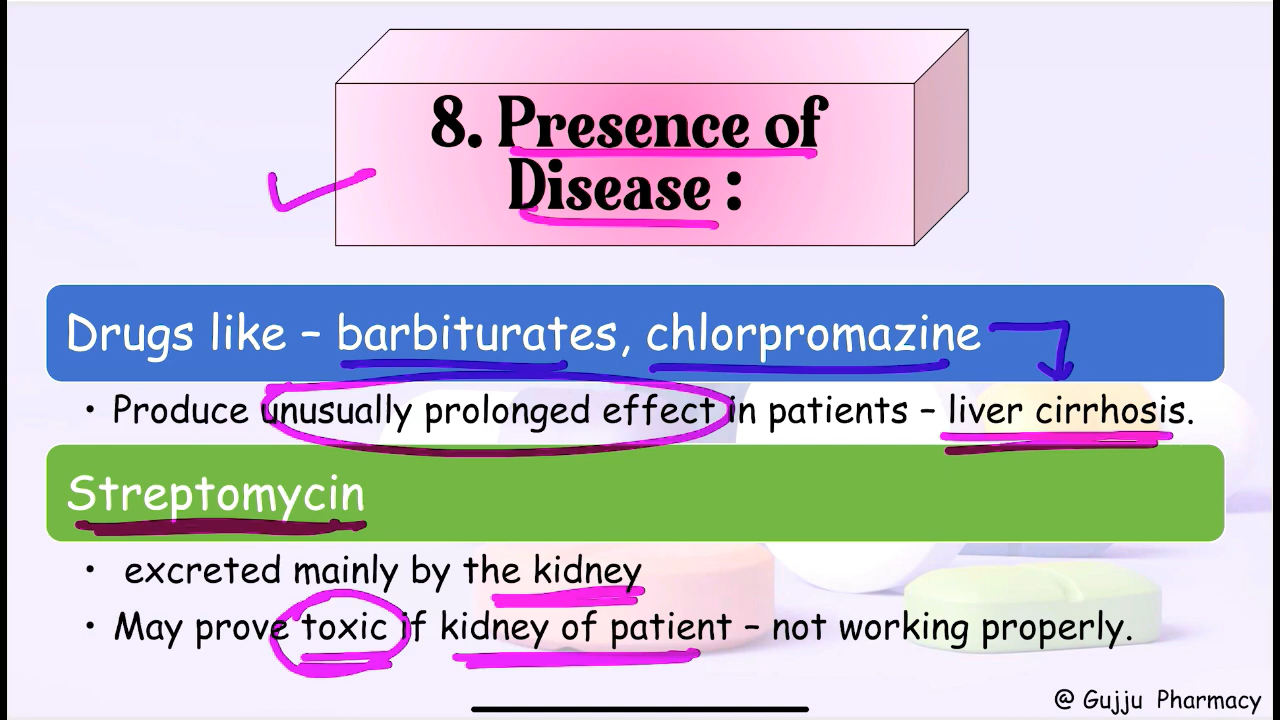 8. Presence of
Disease :
Drugs like – barbiturates, chlorpromazine
• Produce unusually prolonged effect in patients – liver cirrhosis.
Streptomycin
• excreted mainly by the kidney
• May prove toxic if kidney of patient – not working properly.
@ Gujju Pharmacy